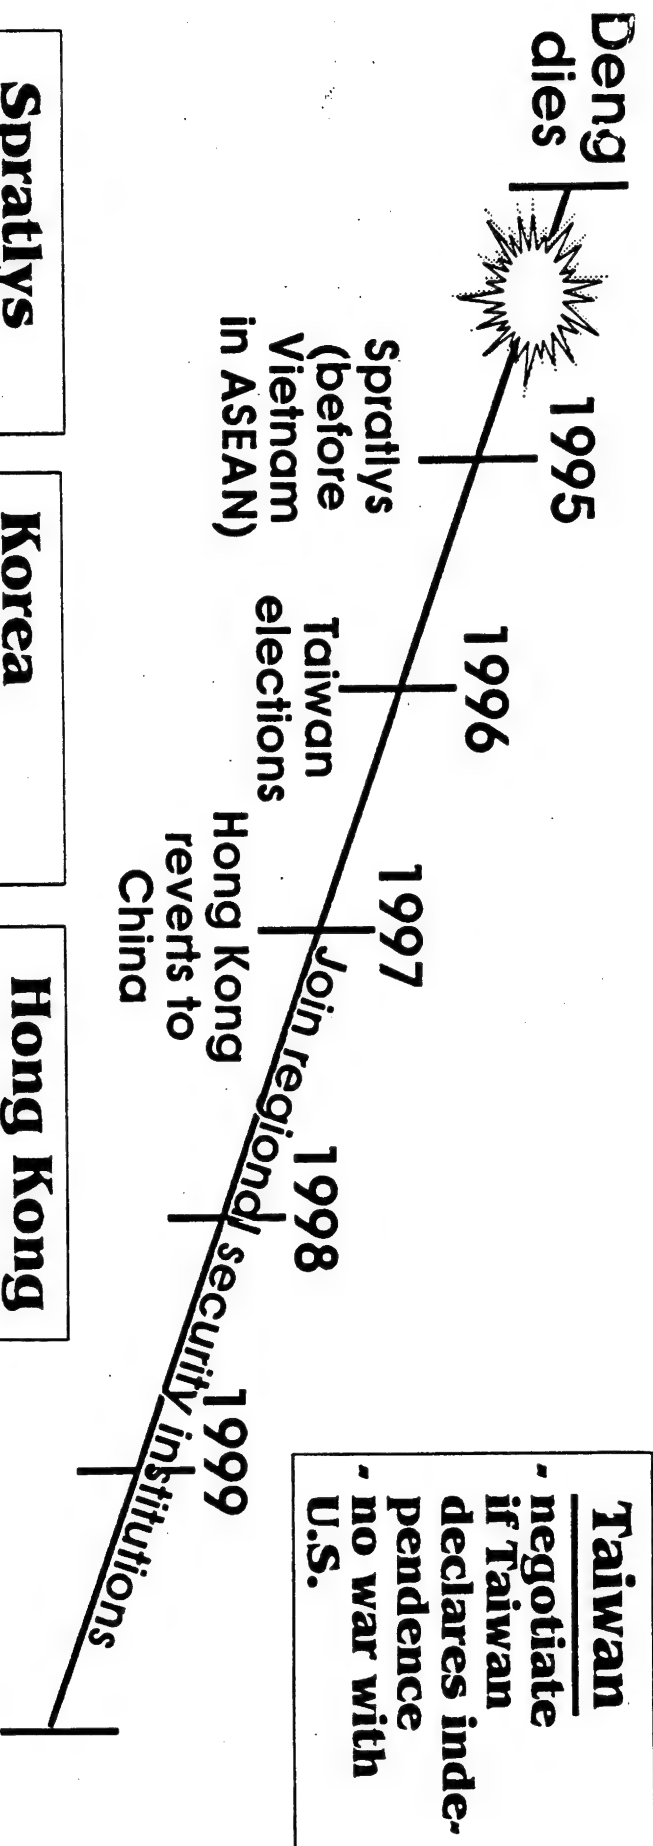 Deng
dies
1995
Spratlys
(before
Vietnam
in ASEAN)
1996
Taiwan
elections
1997
Hong Kong
reverts to
China
Join regional security institutions
1998
1999
Taiwan
- negotiate
if Taiwan
declares inde-
pendence
- no war with
U.S.
Spratlys
Korea
Hong Kong